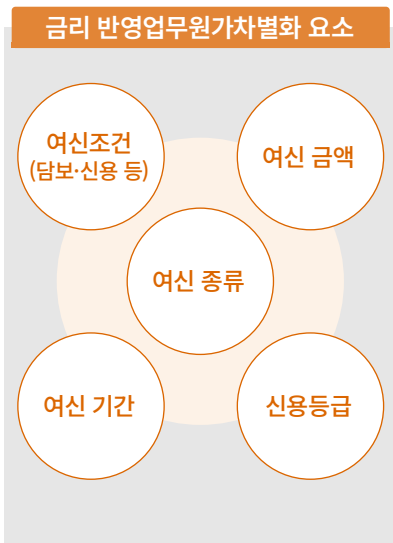 금리 반영업무원가차별화 요소
여신조건
(담보·신용 등)
여신 금액
여신 종류
여신 기간
신용등급